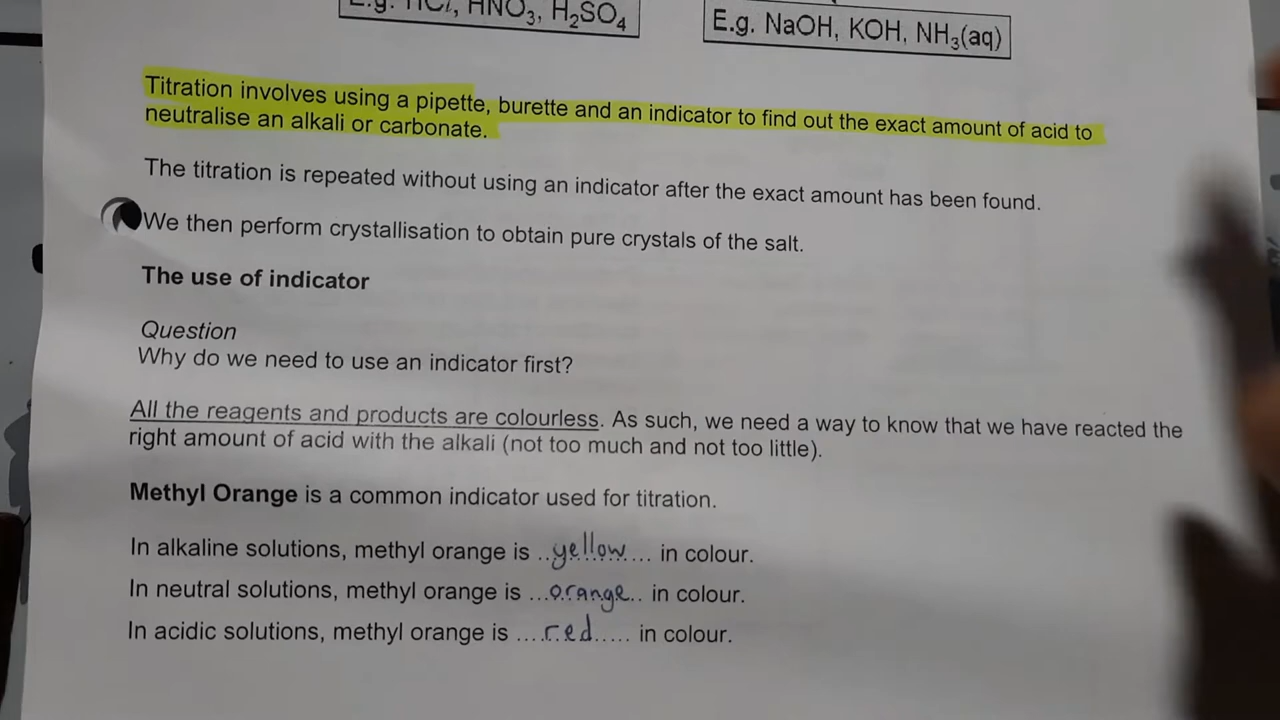 E.g. HCl, HNO₃, H₂SO₄
E.g. NaOH, KOH, NH₃(aq)
Titration involves using a pipette, burette and an indicator to find out the exact amount of acid to
neutralise an alkali or carbonate.
The titration is repeated without using an indicator after the exact amount has been found.
We then perform crystallisation to obtain pure crystals of the salt.
The use of indicator
Question
Why do we need to use an indicator first?
All the reagents and products are colourless. As such, we need a way to know that we have reacted the
right amount of acid with the alkali (not too much and not too little).
Methyl Orange is a common indicator used for titration.
In alkaline solutions, methyl orange is ..yellow.... in colour.
In neutral solutions, methyl orange is ...orange.. in colour.
In acidic solutions, methyl orange is ....red..... in colour.